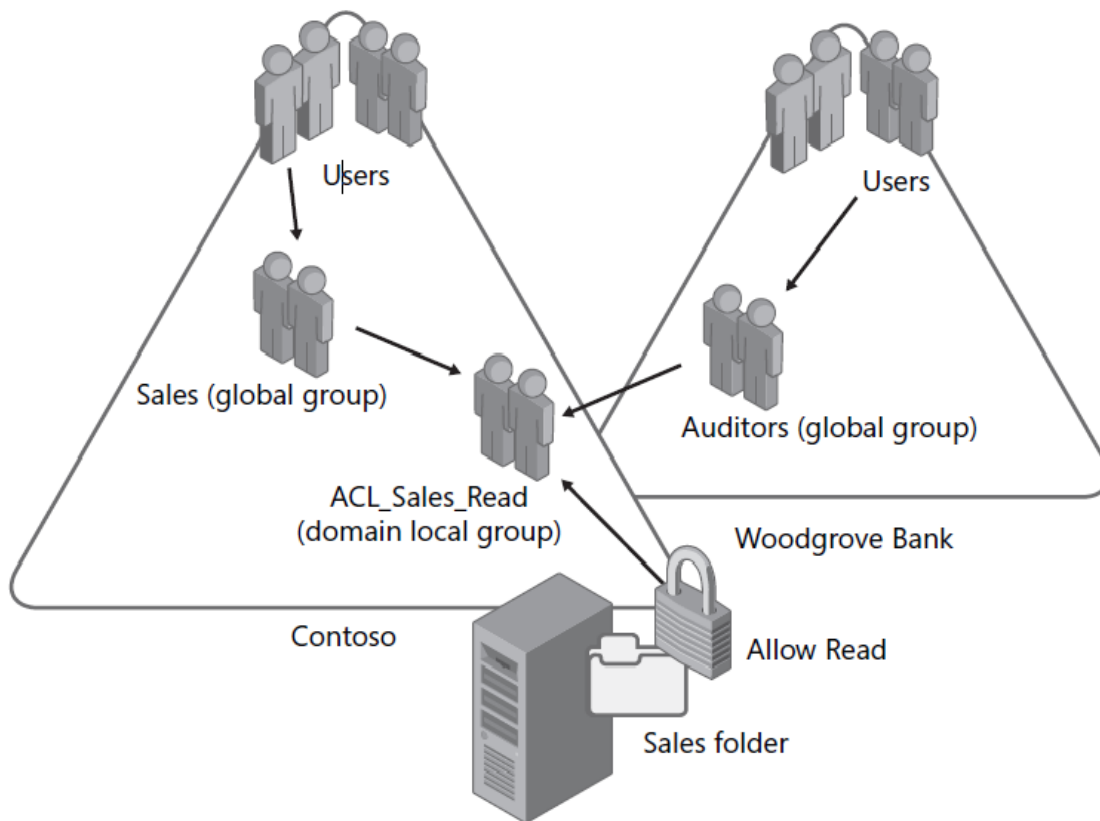 Users
Users
Sales (global group)
Auditors (global group)
ACL_Sales_Read
(domain local group)
Woodgrove Bank
Contoso
Allow Read
Sales folder